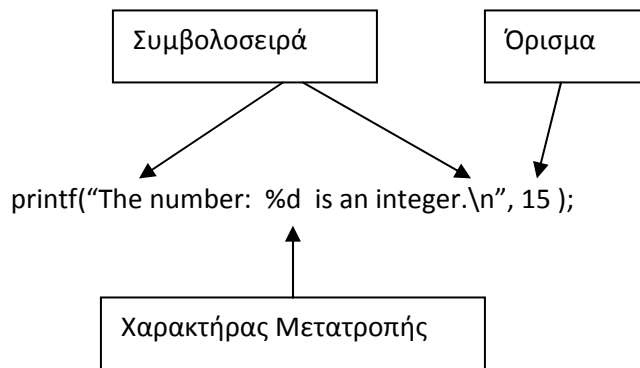 Συμβολοσειρά
Όρισμα
printf(“The number:  %d  is an integer.\n”, 15 );
Χαρακτήρας Μετατροπής